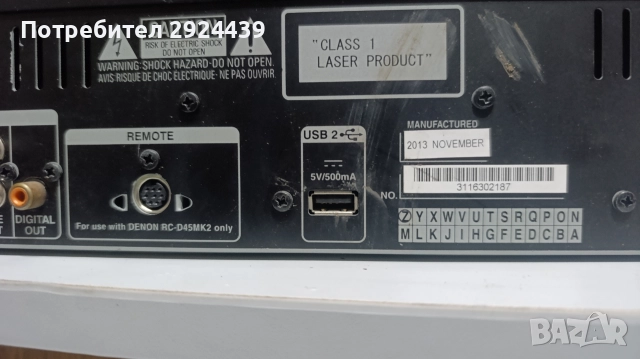 Потребител 2924439
CAUTION
RISK OF ELECTRIC SHOCK
DO NOT OPEN
WARNING: SHOCK HAZARD-DO NOT OPEN.
AVIS: RISQUE DE CHOC ELECTRIQUE- NE PAS OUVRIR
"CLASS 1
LASER PRODUCT"
REMOTE
For use with DENON RC-D45MK2 only
DIGITAL
OUT
USB 2
5V/500mA
MANUFACTURED
2013 NOVEMBER
NO.
3116302187
Z Y X W V U T S R Q P O N
M L K J I H G F E D C B A
BAZAR